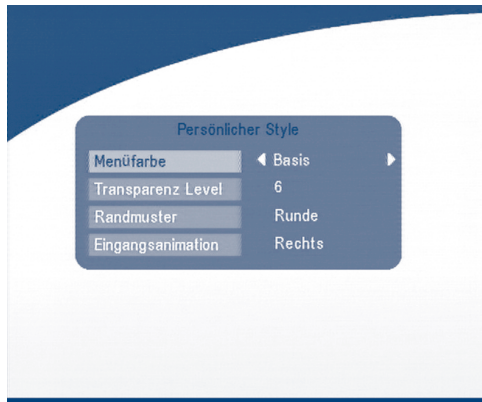 Persönlicher Style
Menüfarbe Basis
Transparenz Level 6
Randmuster Runde
Eingangsanimation Rechts